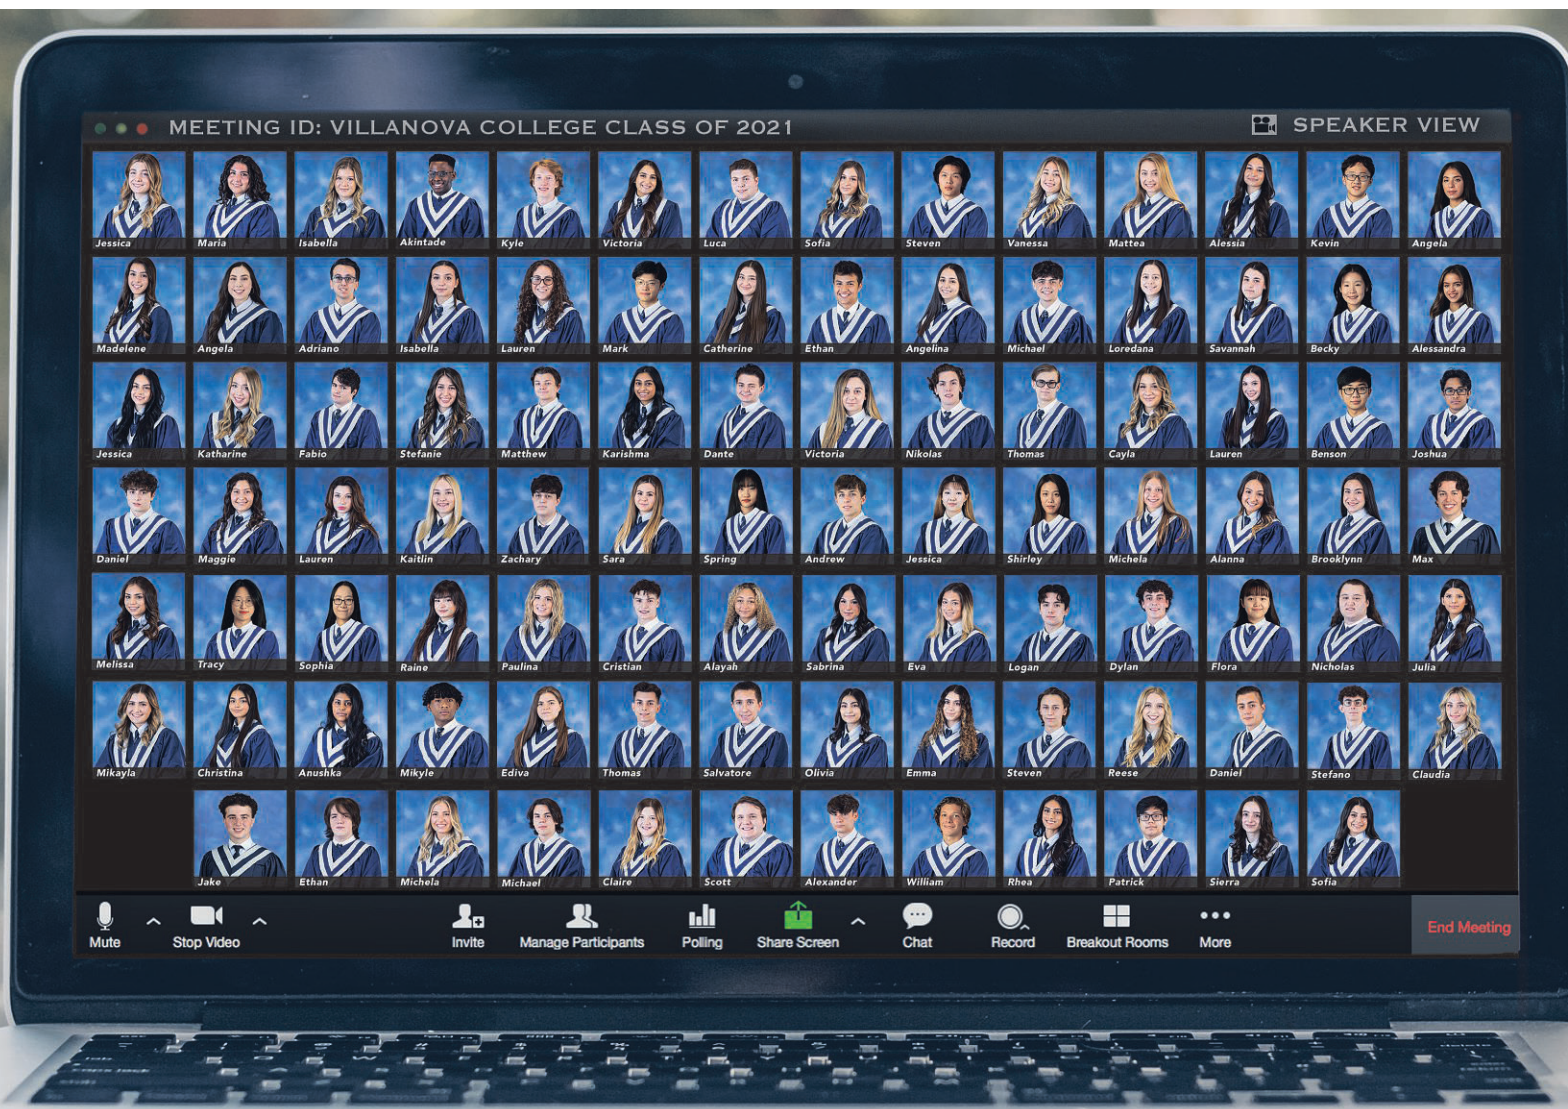 MEETING ID: VILLANOVA COLLEGE CLASS OF 2021 SPEAKER VIEW
Jessica Maria Isabella Akintade Kyle Victoria Luca Sofia Steven Vanessa Mattea Alessia Kevin Angela
Madelene Angela Adriano Isabella Lauren Mark Catherine Ethan Angelina Michael Loredana Savannah Becky Alessandra
Jessica Katharine Fabio Stefanie Matthew Karishma Dante Victoria Nikolas Thomas Cayla Lauren Benson Joshua
Daniel Maggie Lauren Kaitlin Zachary Sara Spring Andrew Jessica Shirley Michela Alanna Brooklynn Max
Melissa Tracy Sophia Raine Paulina Cristian Alayah Sabrina Eva Logan Dylan Flora Nicholas Julia
Mikayla Christina Anushka Mikyle Ediva Thomas Salvatore Olivia Emma Steven Reese Daniel Stefano Claudia
Jake Ethan Michela Michael Claire Scott Alexander William Rhea Patrick Sierra Sofia
Mute Stop Video Invite Manage Participants Polling Share Screen Chat Record Breakout Rooms More End Meeting